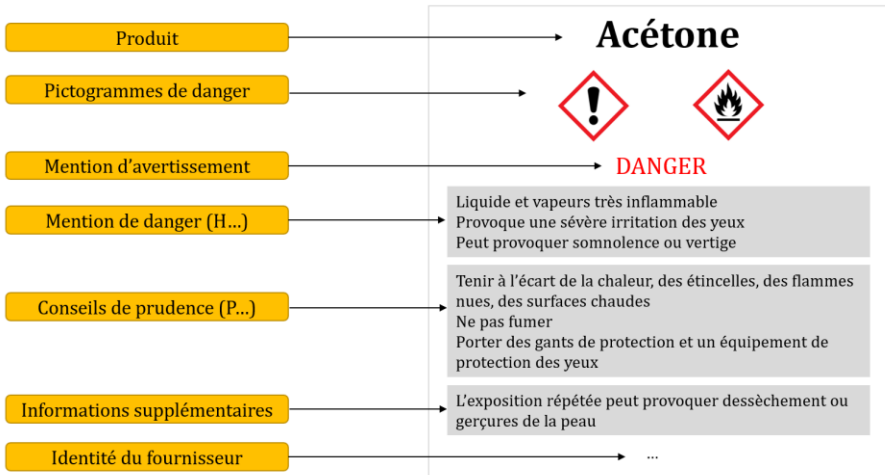 Produit
Acétone
Pictogrammes de danger
Mention d’avertissement
DANGER
Mention de danger (H...)
Liquide et vapeurs très inflammable
Provoque une sévère irritation des yeux
Peut provoquer somnolence ou vertige
Conseils de prudence (P...)
Tenir à l’écart de la chaleur, des étincelles, des flammes
nues, des surfaces chaudes
Ne pas fumer
Porter des gants de protection et un équipement de
protection des yeux
Informations supplémentaires
L’exposition répétée peut provoquer dessèchement ou
gerçures de la peau
Identité du fournisseur
...